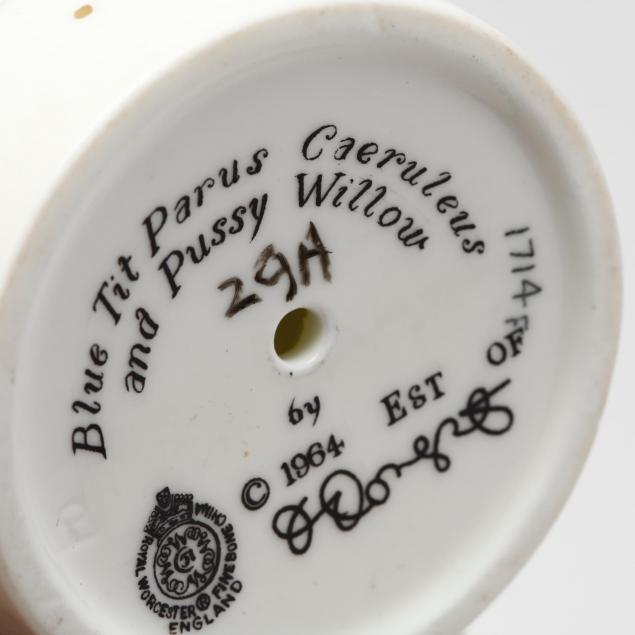 Blue Tit Parus Caeruleus
and Pussy Willow
29A
1714
by
© 1964 EST OF
ROYAL WORCESTER ® FINE BONE CHINA
ENGLAND